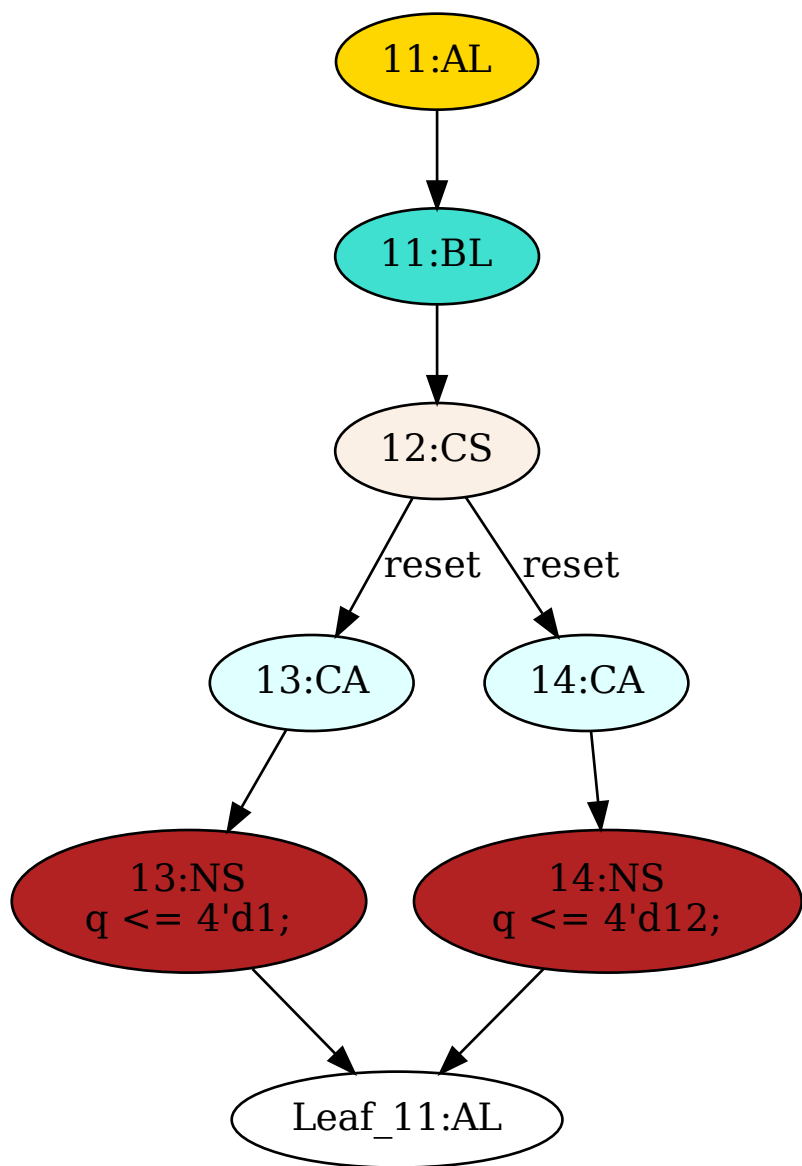 11:AL
11:BL
12:CS
reset reset
13:CA
14:CA
13:NS
q <= 4'd1;
14:NS
q <= 4'd12;
Leaf_11:AL